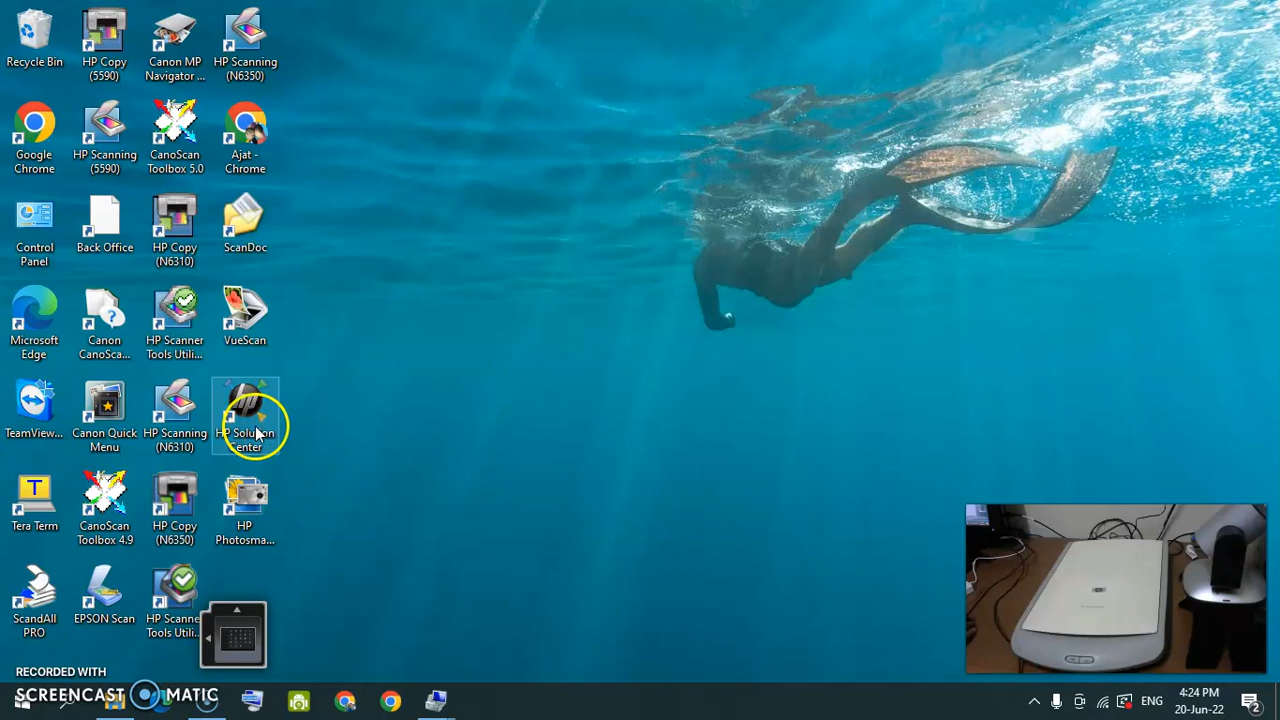 Recycle Bin
HP Copy
(5590)
Canon MP
Navigator ...
HP Scanning
(N6350)
Google
Chrome
HP Scanning
(5590)
CanoScan
Toolbox 5.0
Ajat -
Chrome
Control
Panel
Back Office
HP Copy
(N6310)
ScanDoc
Microsoft
Edge
Canon
CanoSca...
HP Scanner
Tools Utili...
VueScan
TeamView...
Canon Quick
Menu
HP Scanning
(N6310)
HP Solution
Center
Tera Term
CanoScan
Toolbox 4.9
HP Copy
(N6350)
HP
Photosma...
ScandAll
PRO
EPSON Scan
HP Scanner
Tools Utili...
RECORDED WITH
SCREENCAST MATIC
ENG
4:24 PM
20-Jun-22
2